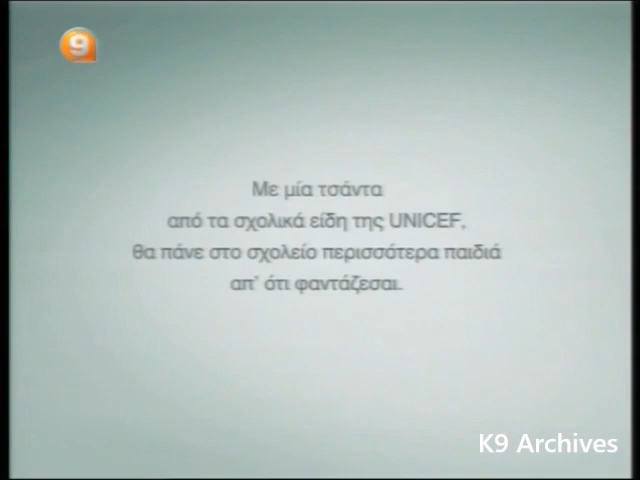 9
Με μία τσάντα
από τα σχολικά είδη της UNICEF,
θα πάνε στο σχολείο περισσότερα παιδιά
απ' ότι φαντάζεσαι.
K9 Archives